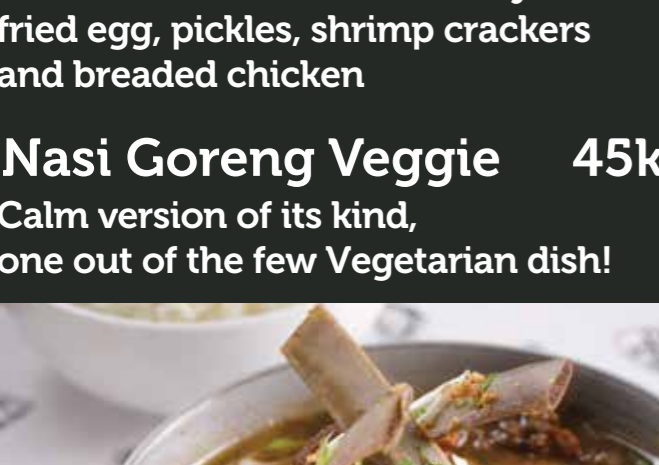 fried egg, pickles, shrimp crackers
and breaded chicken
Nasi Goreng Veggie 45k
Calm version of its kind,
one out of the few Vegetarian dish!